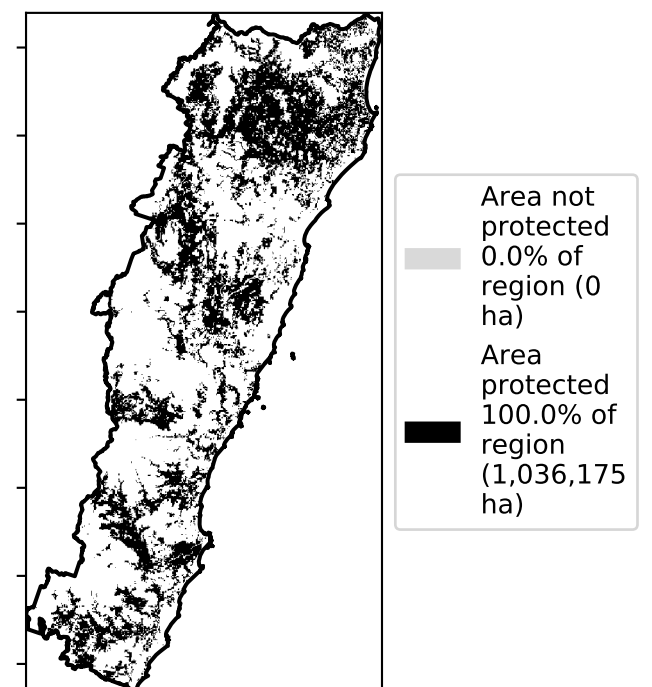 Area not
protected
0.0% of
region (0
ha)
Area
protected
100.0% of
region
(1,036,175
ha)